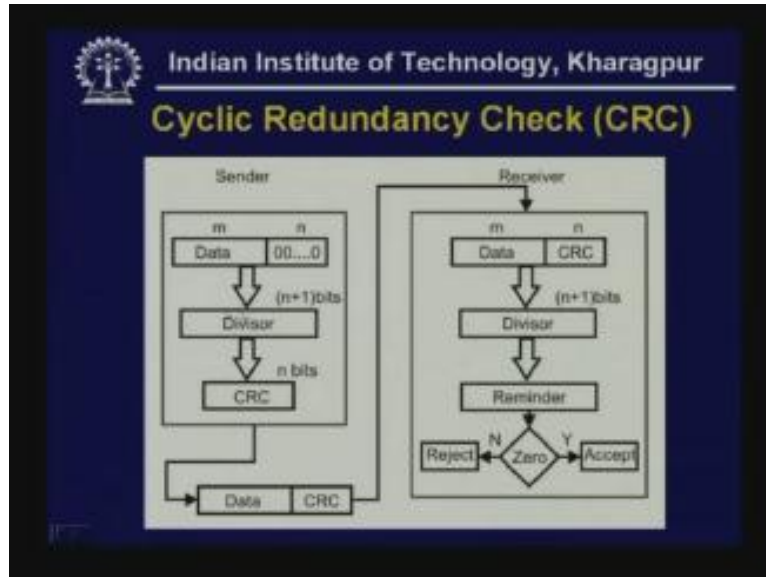 Indian Institute of Technology, Kharagpur
Cyclic Redundancy Check (CRC)
Sender
m n
Data 00....0
(n+1)bits
Divisor
n bits
CRC
Data CRC
Receiver
m n
Data CRC
(n+1)bits
Divisor
Reminder
N Y
Reject Zero Accept